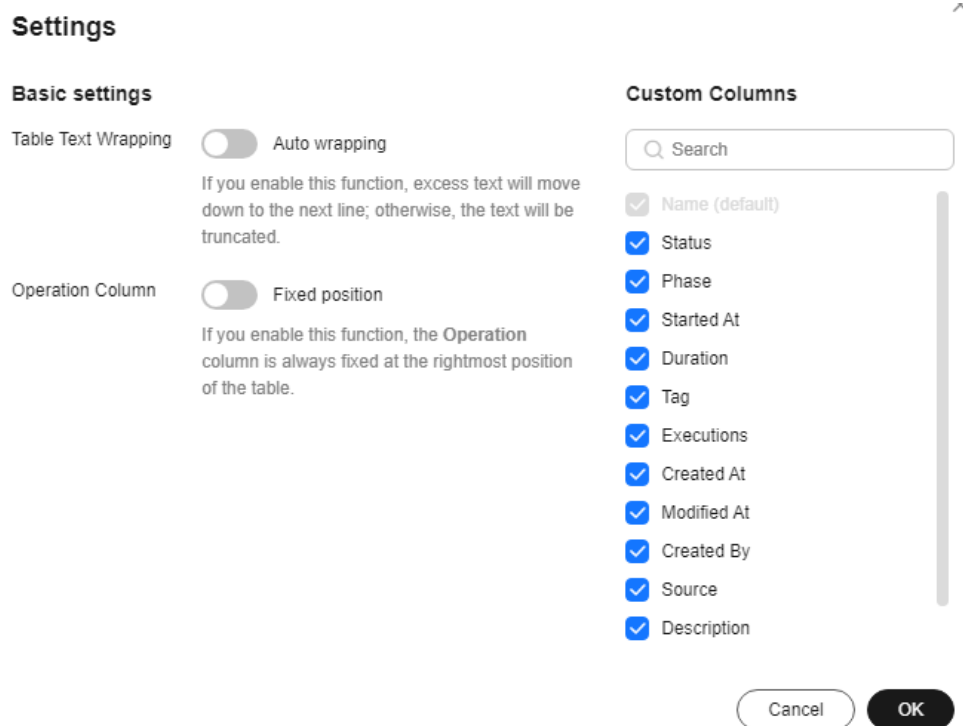 Settings
Basic settings
Table Text Wrapping
Auto wrapping
If you enable this function, excess text will move
down to the next line; otherwise, the text will be
truncated.
Operation Column
Fixed position
If you enable this function, the Operation
column is always fixed at the rightmost position
of the table.
Custom Columns
Search
Name (default)
Status
Phase
Started At
Duration
Tag
Executions
Created At
Modified At
Created By
Source
Description
Cancel
OK